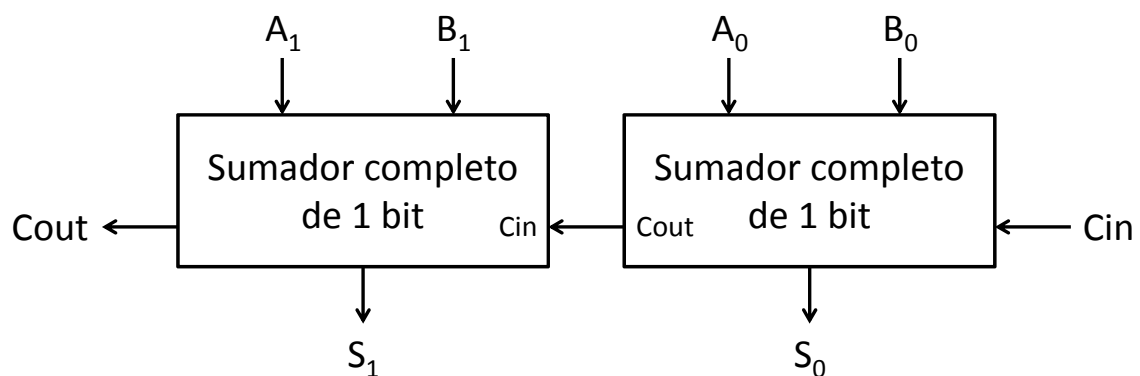 A₁ B₁ A₀ B₀
Sumador completo
de 1 bit
Sumador completo
de 1 bit
Cout Cin Cout Cin
S₁ S₀